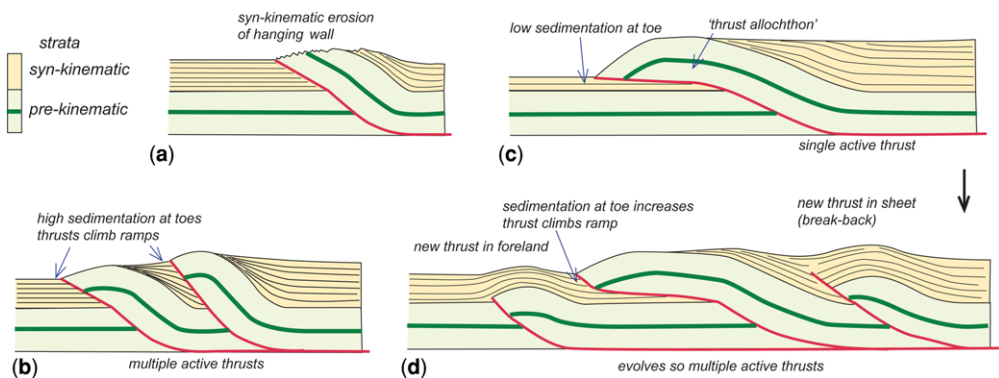 strata
syn-kinematic
pre-kinematic
syn-kinematic erosion
of hanging wall
(a)
low sedimentation at toe
'thrust allochthon'
(c)
single active thrust
high sedimentation at toes
thrusts climb ramps
(b)
multiple active thrusts
sedimentation at toe increases
thrust climbs ramp
new thrust in foreland
new thrust in sheet
(break-back)
(d)
evolves so multiple active thrusts